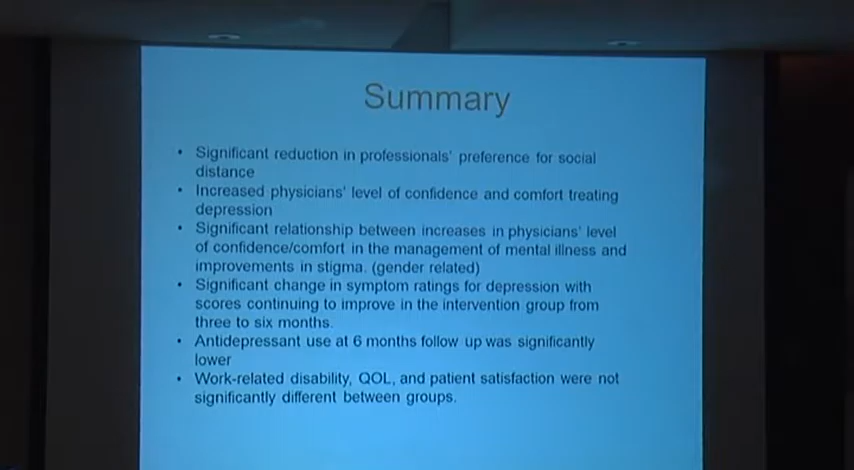 Summary
• Significant reduction in professionals' preference for social
distance
• Increased physicians' level of confidence and comfort treating
depression
• Significant relationship between increases in physicians' level
of confidence/comfort in the management of mental illness and
improvements in stigma. (gender related)
• Significant change in symptom ratings for depression with
scores continuing to improve in the intervention group from
three to six months.
• Antidepressant use at 6 months follow up was significantly
lower
• Work-related disability, QOL, and patient satisfaction were not
significantly different between groups.